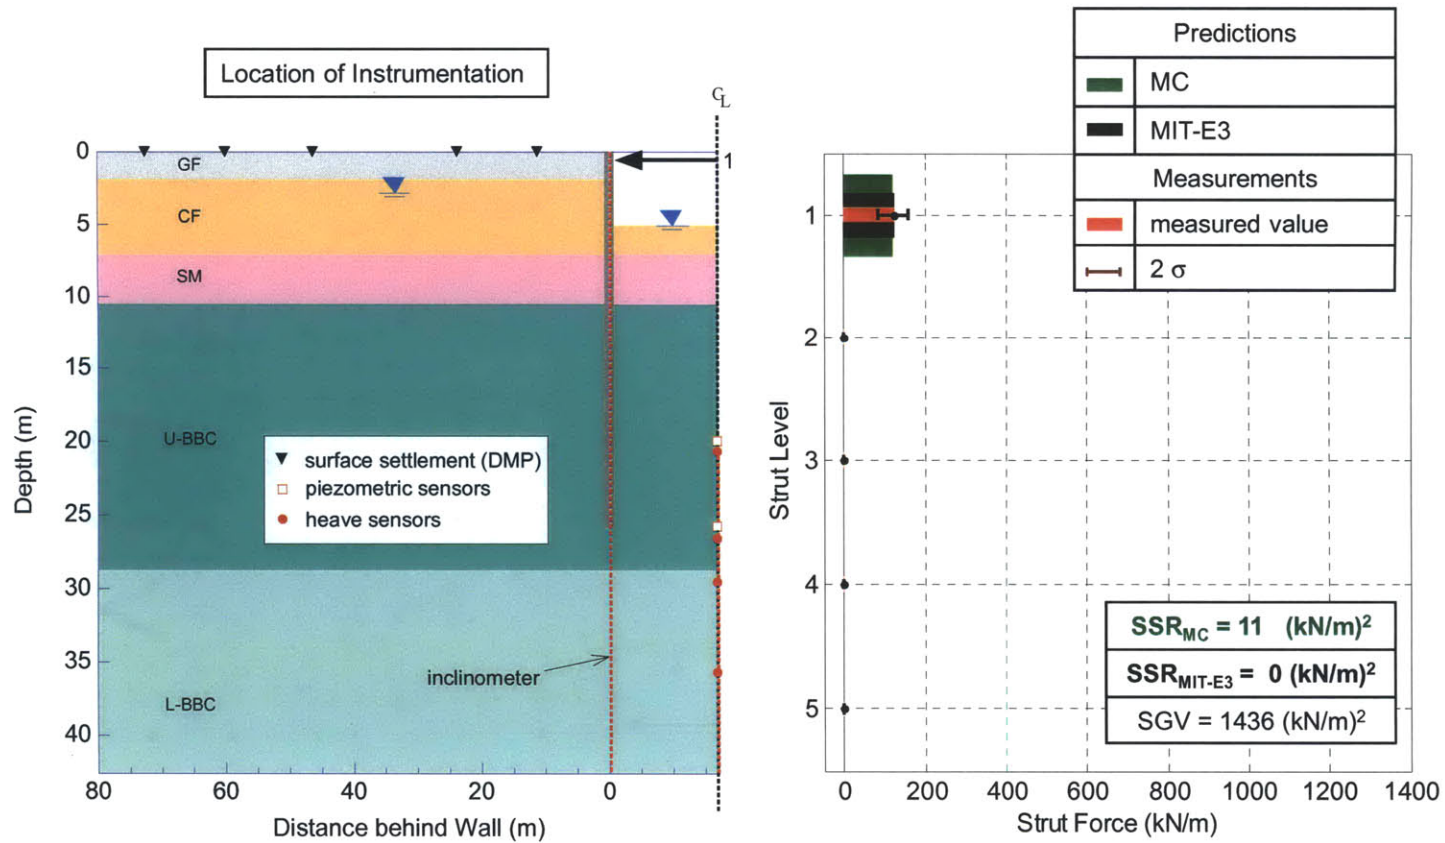 Location of Instrumentation
CL
0
5
10
15
20
25
30
35
40
Depth (m)
GF
CF
SM
U-BBC
L-BBC
1
surface settlement (DMP)
piezometric sensors
heave sensors
inclinometer
80
60
40
20
0
Distance behind Wall (m)
Predictions
MC
MIT-E3
Measurements
measured value
2 σ
1
2
3
4
5
Strut Level
SSRMC = 11 (kN/m)2
SSRMIT-E3 = 0 (kN/m)2
SGV = 1436 (kN/m)2
0
200
400
600
800
1000
1200
1400
Strut Force (kN/m)